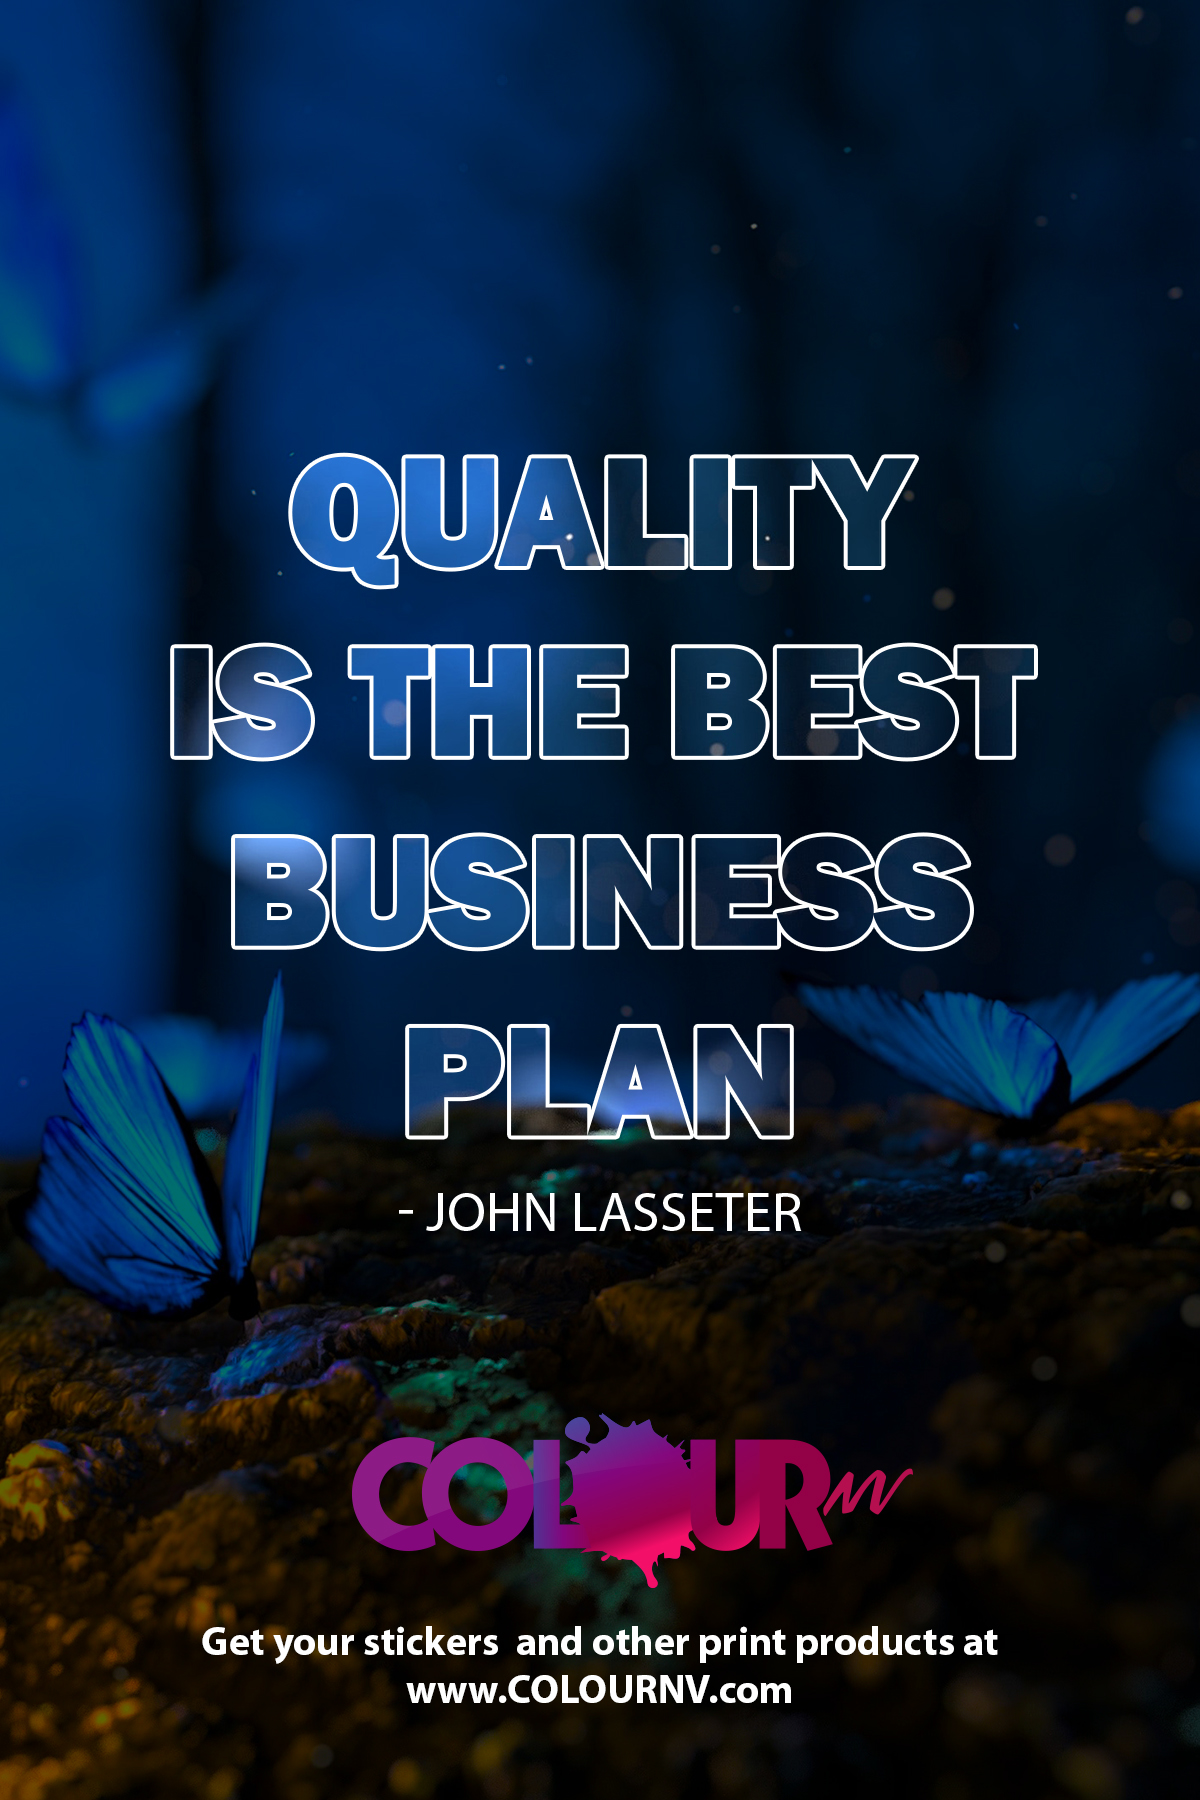 QUALITY
IS THE BEST
BUSINESS
PLAN
- JOHN LASSETER
COLOURnv
Get your stickers  and other print products at
www.COLOURNV.com